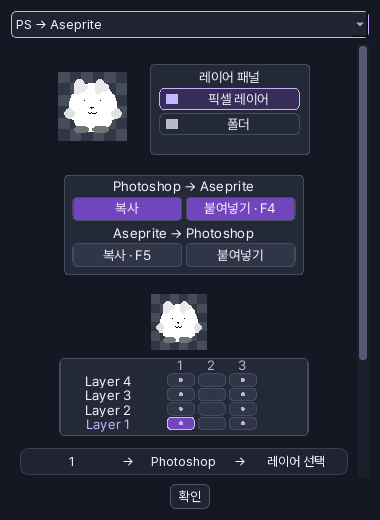 PS → Aseprite
레이어 패널
픽셀 레이어
폴더
Photoshop → Aseprite
복사 붙여넣기 · F4
Aseprite → Photoshop
복사 · F5 붙여넣기
1 2 3
Layer 4
Layer 3
Layer 2
Layer 1
1 → Photoshop → 레이어 선택
확인